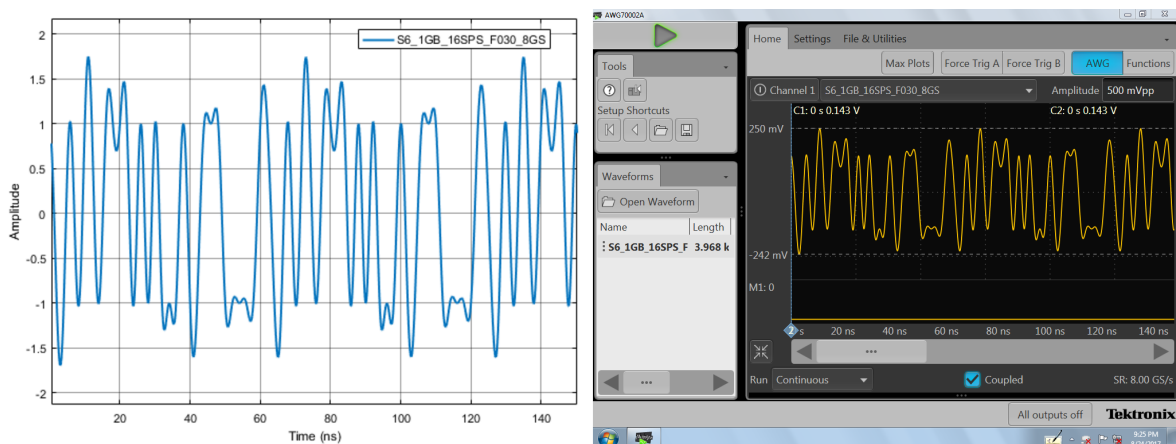 S6_1GB_16SPS_F030_8GS
2
1.5
1
0.5
0
-0.5
-1
-1.5
-2
Amplitude
20
40
60
80
100
120
140
Time (ns)
AWG70002A
Tools
Setup Shortcuts
Waveforms
Open Waveform
Name Length
S6_1GB_16SPS_F 3.968 k
Home Settings File & Utilities
Max Plots Force Trig A Force Trig B AWG Functions
Channel 1 S6_1GB_16SPS_F030_8GS Amplitude 500 mVpp
C1: 0 s 0.143 V C2: 0 s 0.143 V
250 mV
-242 mV
M1: 0
2 s 20 ns 40 ns 60 ns 80 ns 100 ns 120 ns 140 ns
Run Continuous Coupled SR: 8.00 GS/s
All outputs off Tektronix
9:25 PM